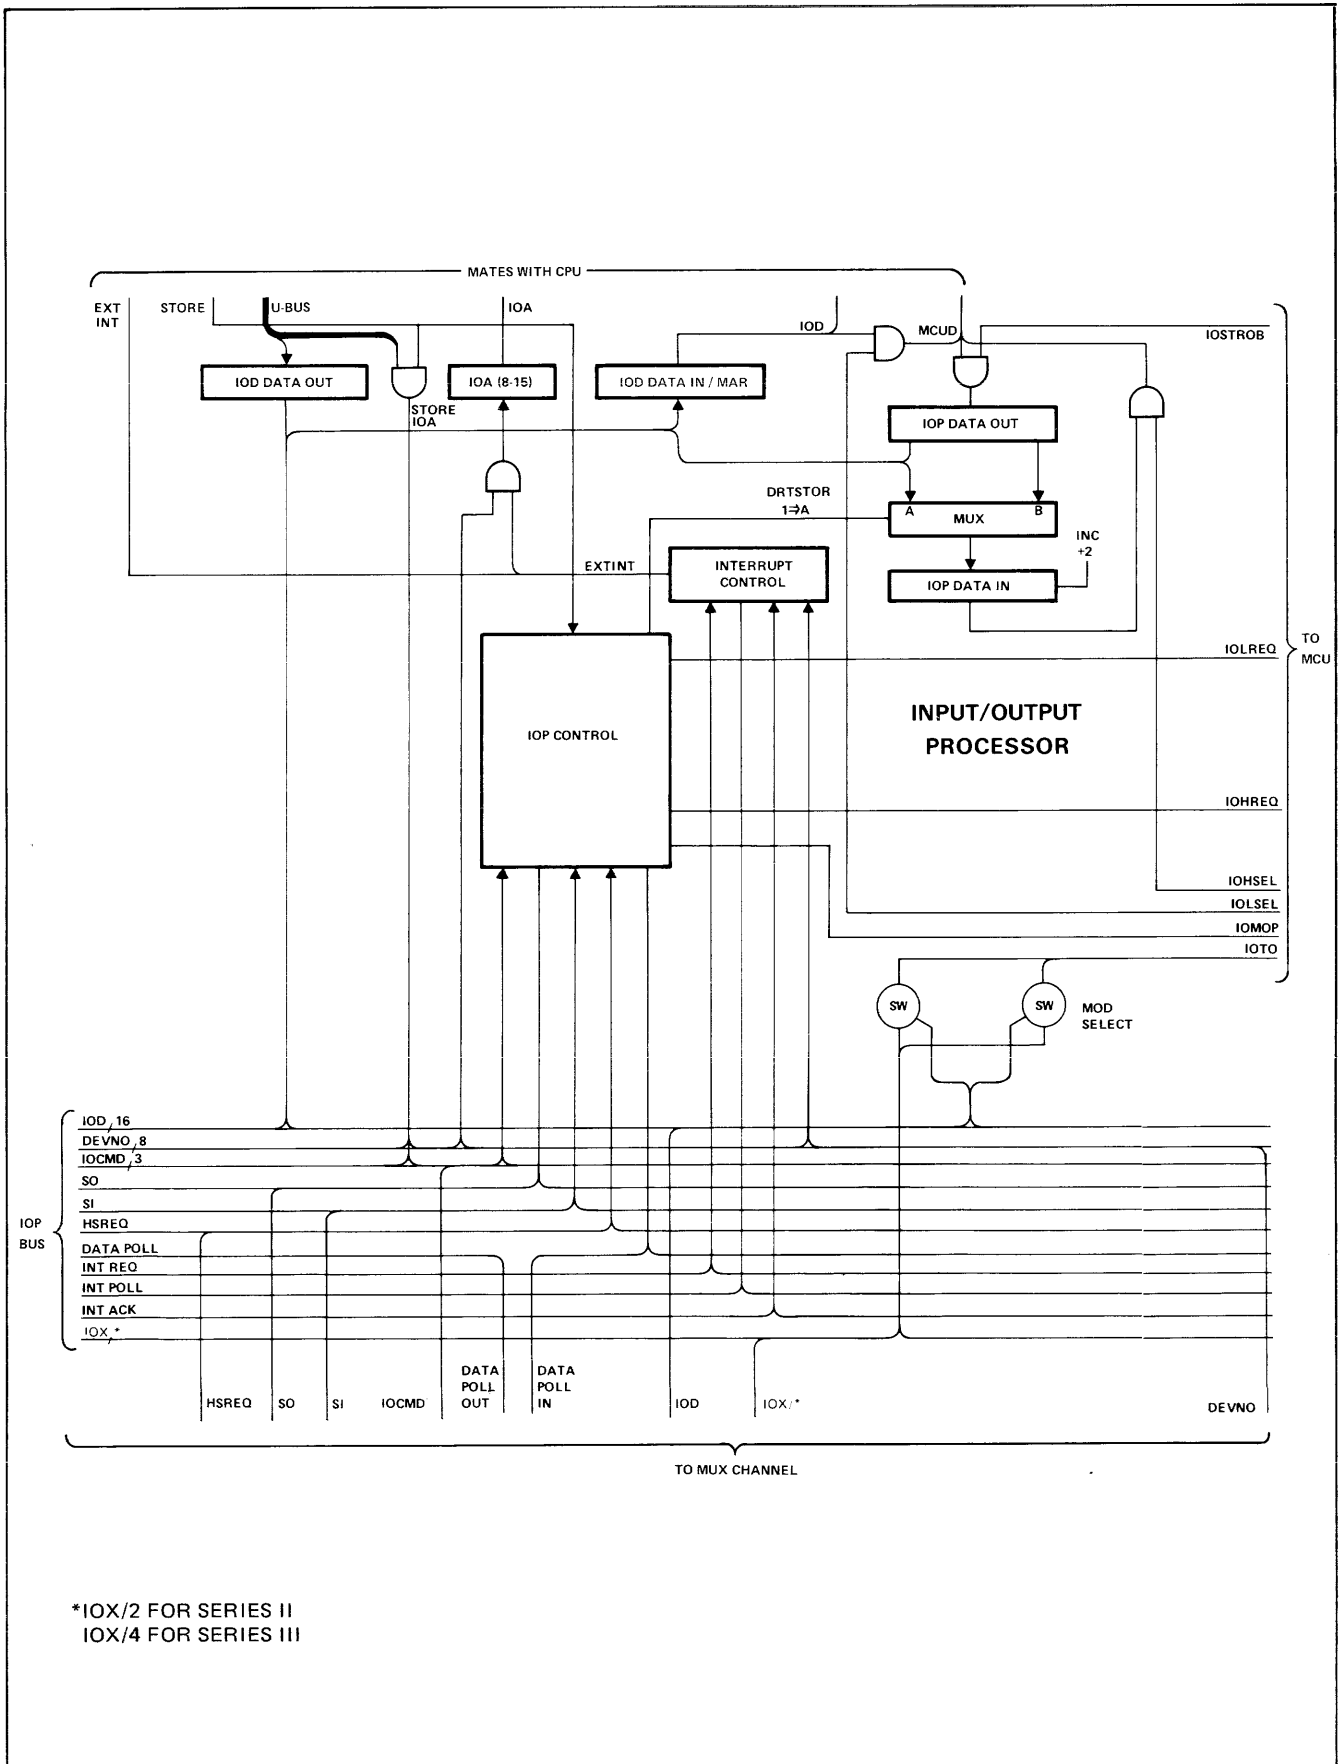 MATES WITH CPU
EXT
INT
STORE
U-BUS
IOA
IOD
MCUD
IOSTROB
IOD DATA OUT
IOA (8-15)
IOD DATA IN / MAR
STORE
IOA
IOP DATA OUT
DRTSTOR
1⇒A
A
B
MUX
INC
+2
EXTINT
INTERRUPT
CONTROL
IOP DATA IN
TO
MCU
IOLREQ
INPUT/OUTPUT
PROCESSOR
IOP CONTROL
IOHREQ
IOHSEL
IOLSEL
IOMOP
IOTO
SW
SW
MOD
SELECT
IOD/16
DEVNO/8
IOCMD/3
SO
SI
HSREQ
DATA POLL
INT REQ
INT POLL
INT ACK
IOX/*
IOP
BUS
HSREQ
SO
SI
IOCMD
DATA
POLL
OUT
DATA
POLL
IN
IOD
IOX/*
DEVNO
TO MUX CHANNEL
*IOX/2 FOR SERIES II
IOX/4 FOR SERIES III